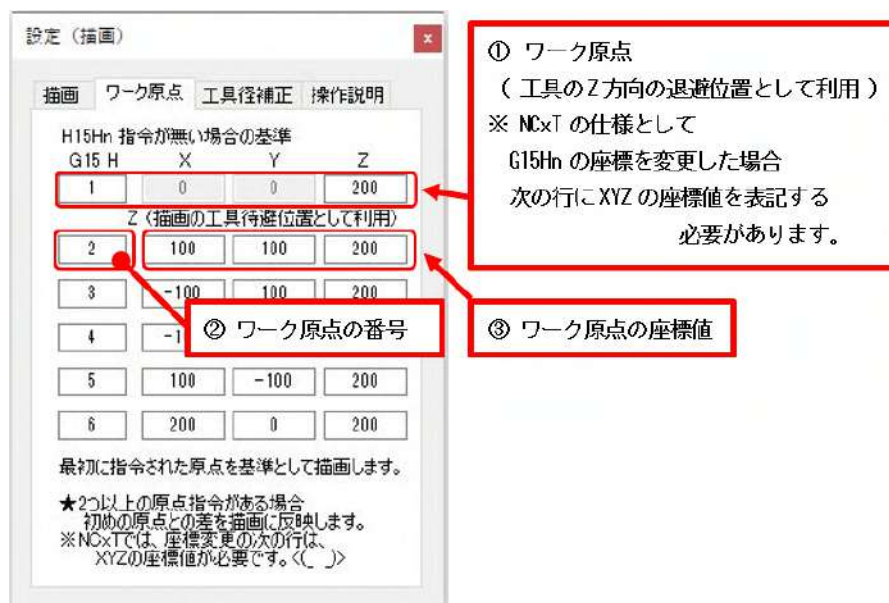 設定（描画）
x
描画 ワーク原点 工具径補正 操作説明
H15Hn 指令が無い場合の基準
G15 H X Y Z
1 0 0 200
Z（描画の工具待避位置として利用）
2 100 100 200
3 -100 100 200
4 -1
5 100 -100 200
6 200 0 200
最初に指令された原点を基準として描画します。
★2つ以上の原点指令がある場合
初めの原点との差を描画に反映します。
※NCxTでは、座標変更の次の行は、
XYZの座標値が必要です。<(_ _)>
① ワーク原点
（工具のZ方向の退避位置として利用）
※ NCxTの仕様として
G15Hnの座標を変更した場合
次の行にXYZの座標値を表記する
必要があります。
② ワーク原点の番号
③ ワーク原点の座標値